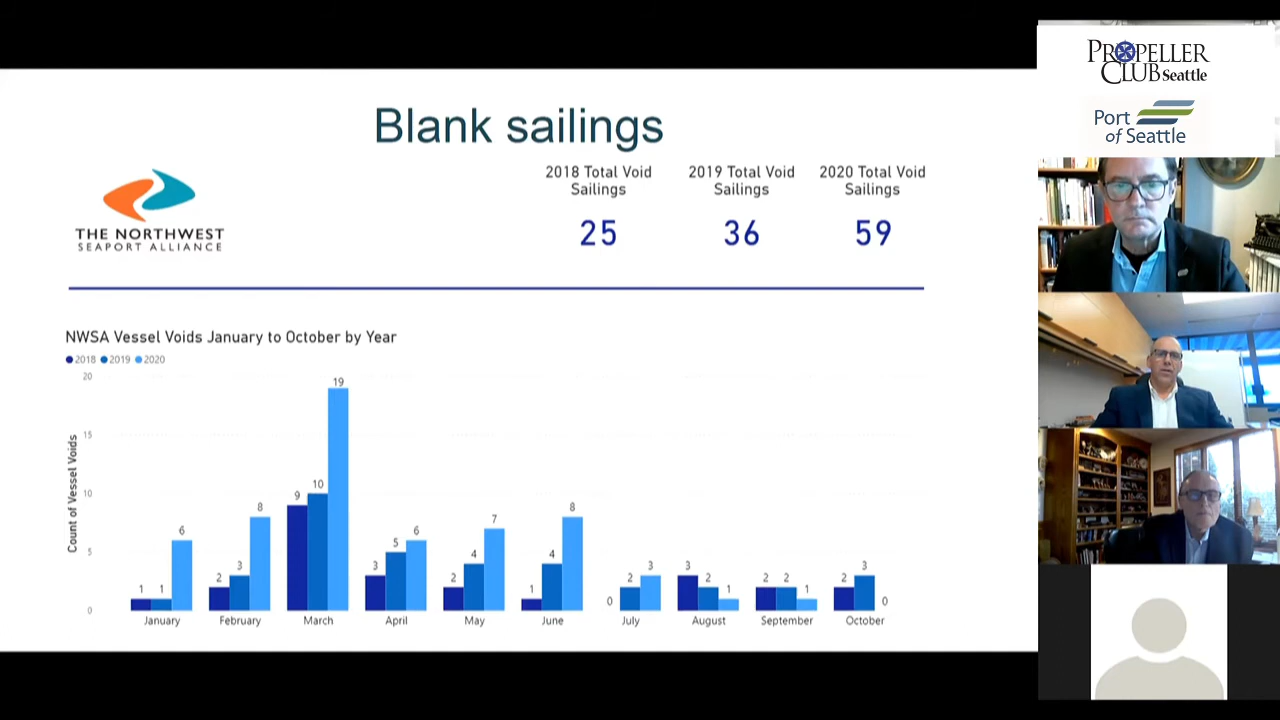 Blank sailings
THE NORTHWEST
SEAPORT ALLIANCE
2018 Total Void
Sailings
25
2019 Total Void
Sailings
36
2020 Total Void
Sailings
59
NWSA Vessel Voids January to October by Year
2018 2019 2020
Count of Vessel Voids
20
15
10
5
0
1 1 6
2 3 8
9 10 19
3 5 6
2 4 7
1 4 8
0 2 3
3 2 1
2 2 1
2 3 0
January February March April May June July August September October
PROPELLER
CLUB Seattle
Port
of Seattle